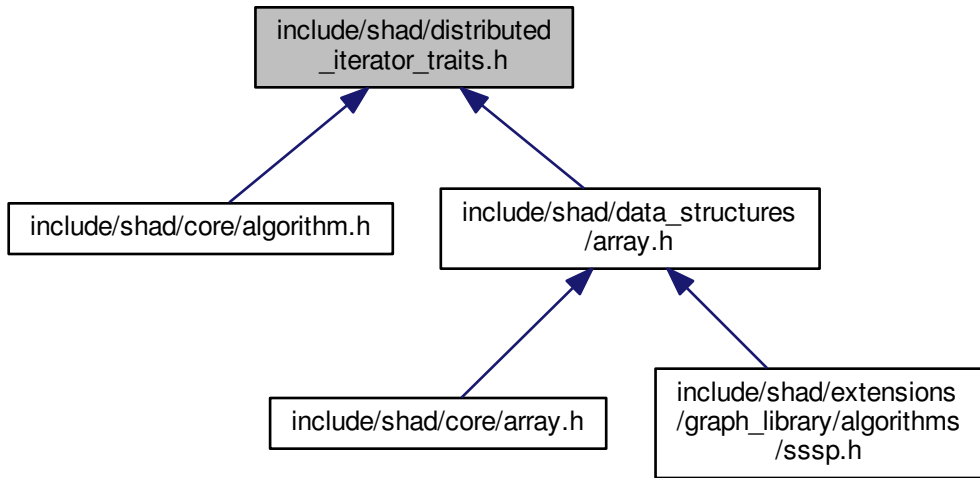 include/shad/distributed
_iterator_traits.h
include/shad/core/algorithm.h
include/shad/data_structures
/array.h
include/shad/core/array.h
include/shad/extensions
/graph_library/algorithms
/sssp.h